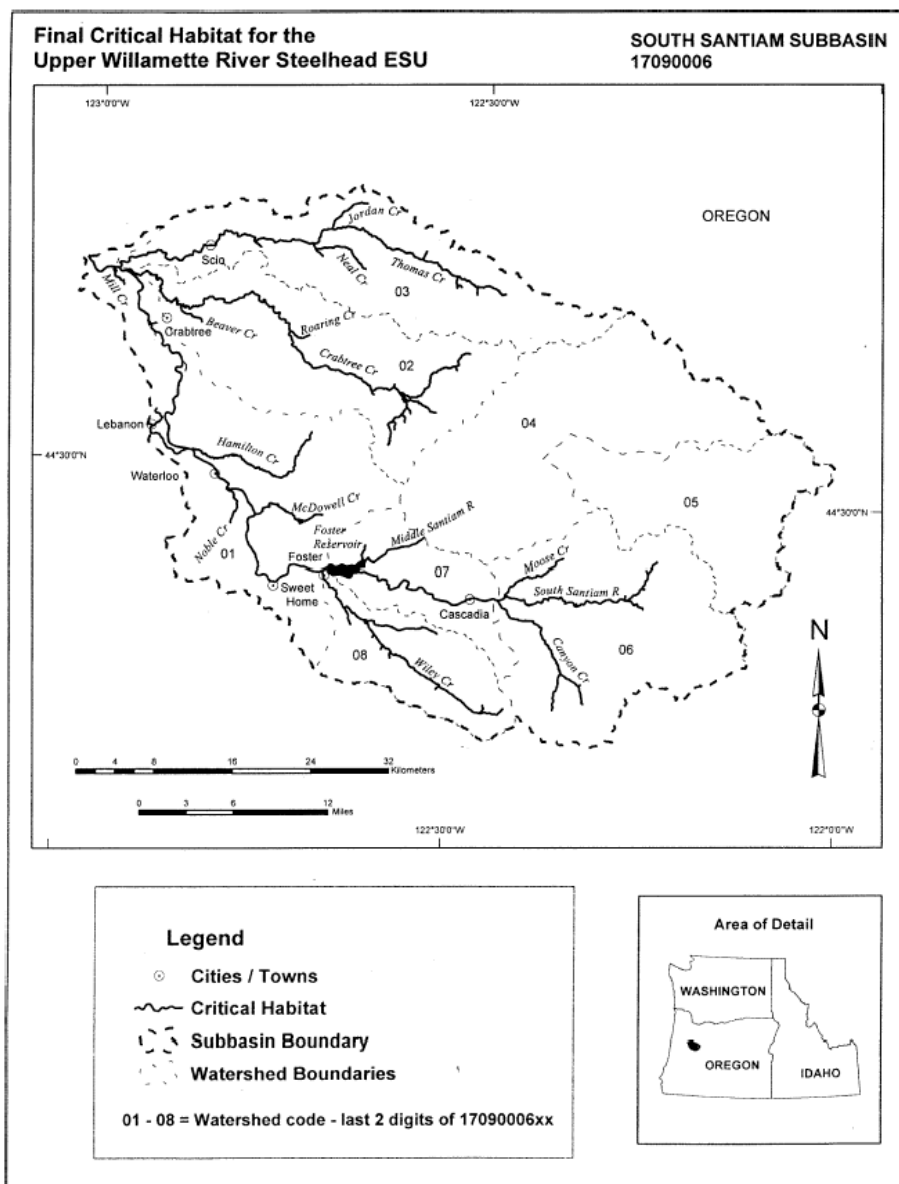 Final Critical Habitat for the
Upper Willamette River Steelhead ESU
SOUTH SANTIAM SUBBASIN
17090006
123°0'0"W
122°30'0"W
OREGON
Jordan Cr
Scio
Neal Cr
Thomas Cr
03
Mill Cr
Crabtree
Beaver Cr
Roaring Cr
Crabtree Cr
02
04
Lebanon
Hamilton Cr
44°30'0"N
Waterloo
05
McDowell Cr
44°30'0"N
Noble Cr
01
Foster
Reservoir
Middle Santiam R
Foster
07
Moose Cr
South Santiam R
Sweet
Home
Cascadia
06
Canyon Cr
08
Wiley Cr
N
0 4 8 16 24 32
Kilometers
0 3 6 12
Miles
122°30'0"W
122°0'0"W
Legend
Cities / Towns
Critical Habitat
Subbasin Boundary
Watershed Boundaries
01 - 08 = Watershed code - last 2 digits of 17090006xx
Area of Detail
WASHINGTON
OREGON
IDAHO